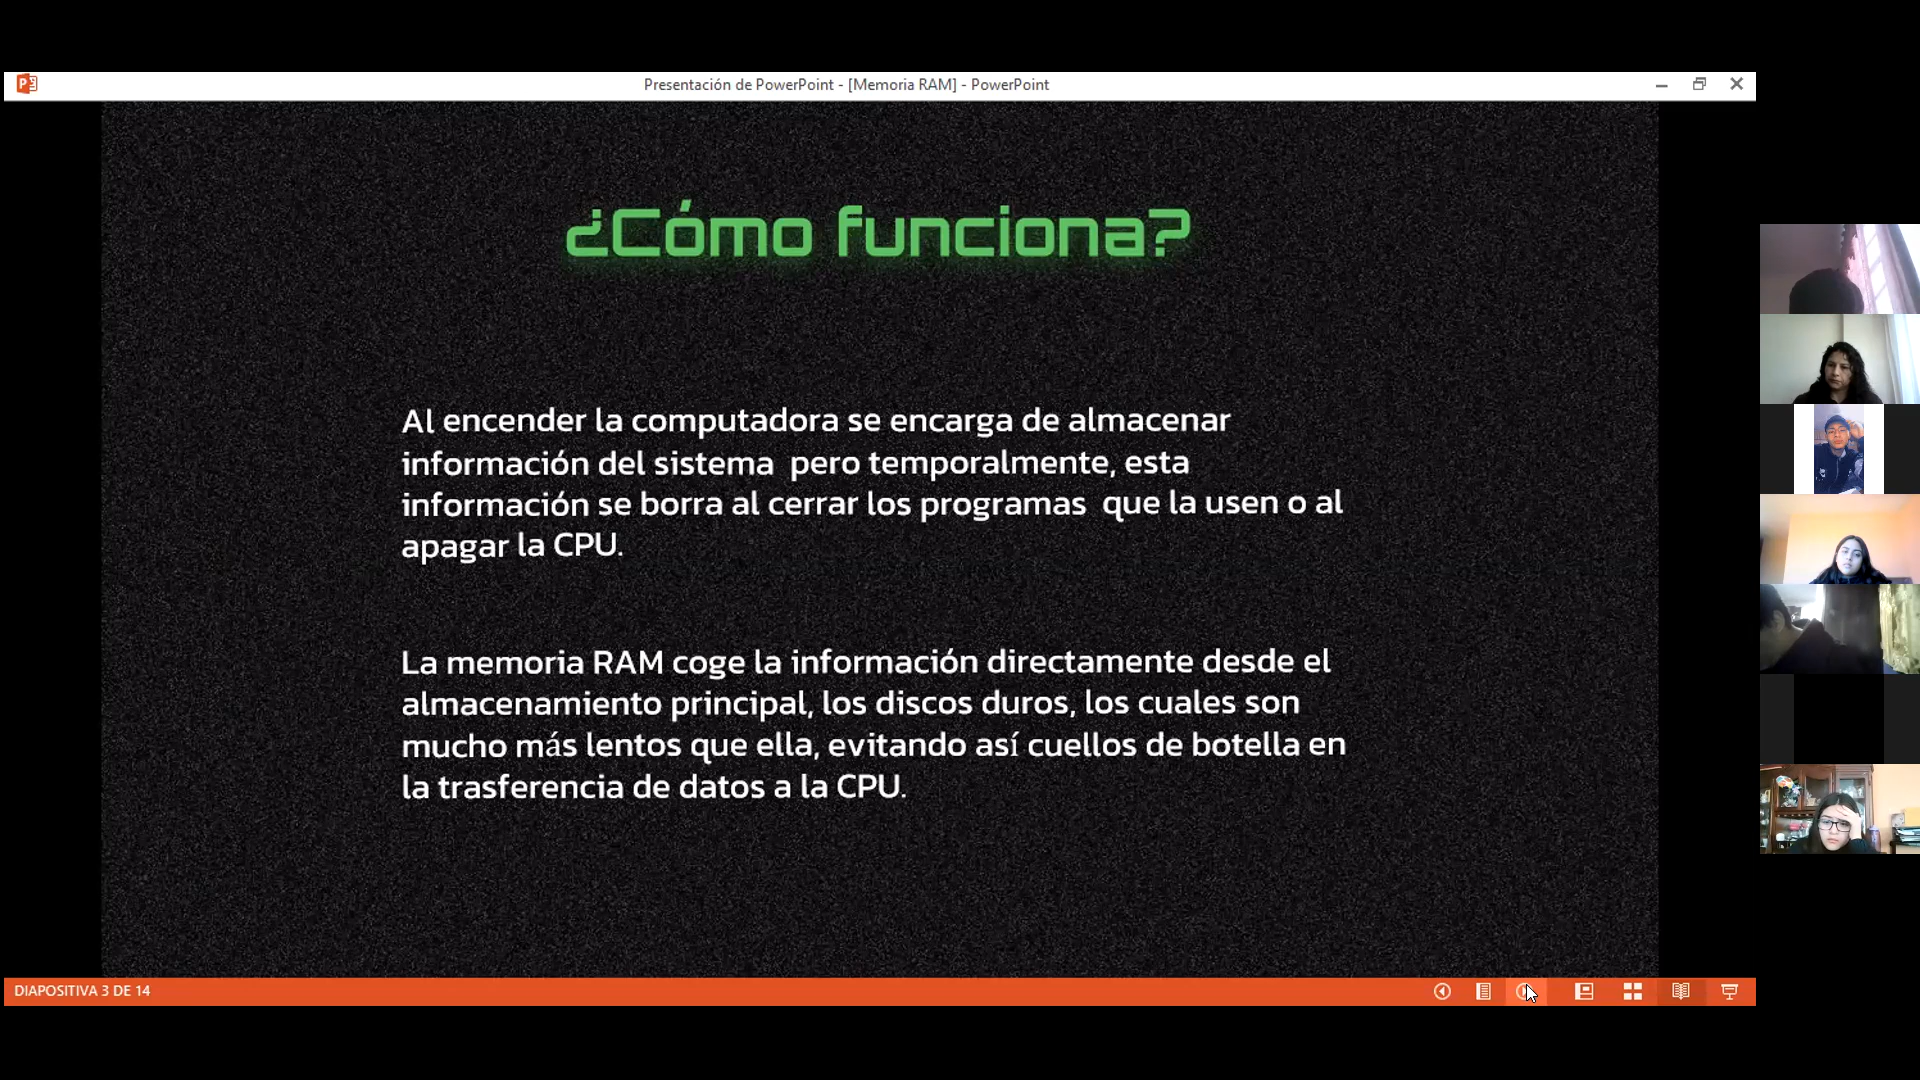 Presentación de PowerPoint - [Memoria RAM] - PowerPoint
¿Cómo funciona?
Al encender la computadora se encarga de almacenar
información del sistema pero temporalmente, esta
información se borra al cerrar los programas que la usen o al
apagar la CPU.
La memoria RAM coge la información directamente desde el
almacenamiento principal, los discos duros, los cuales son
mucho más lentos que ella, evitando así cuellos de botella en
la trasferencia de datos a la CPU.
DIAPOSITIVA 3 DE 14